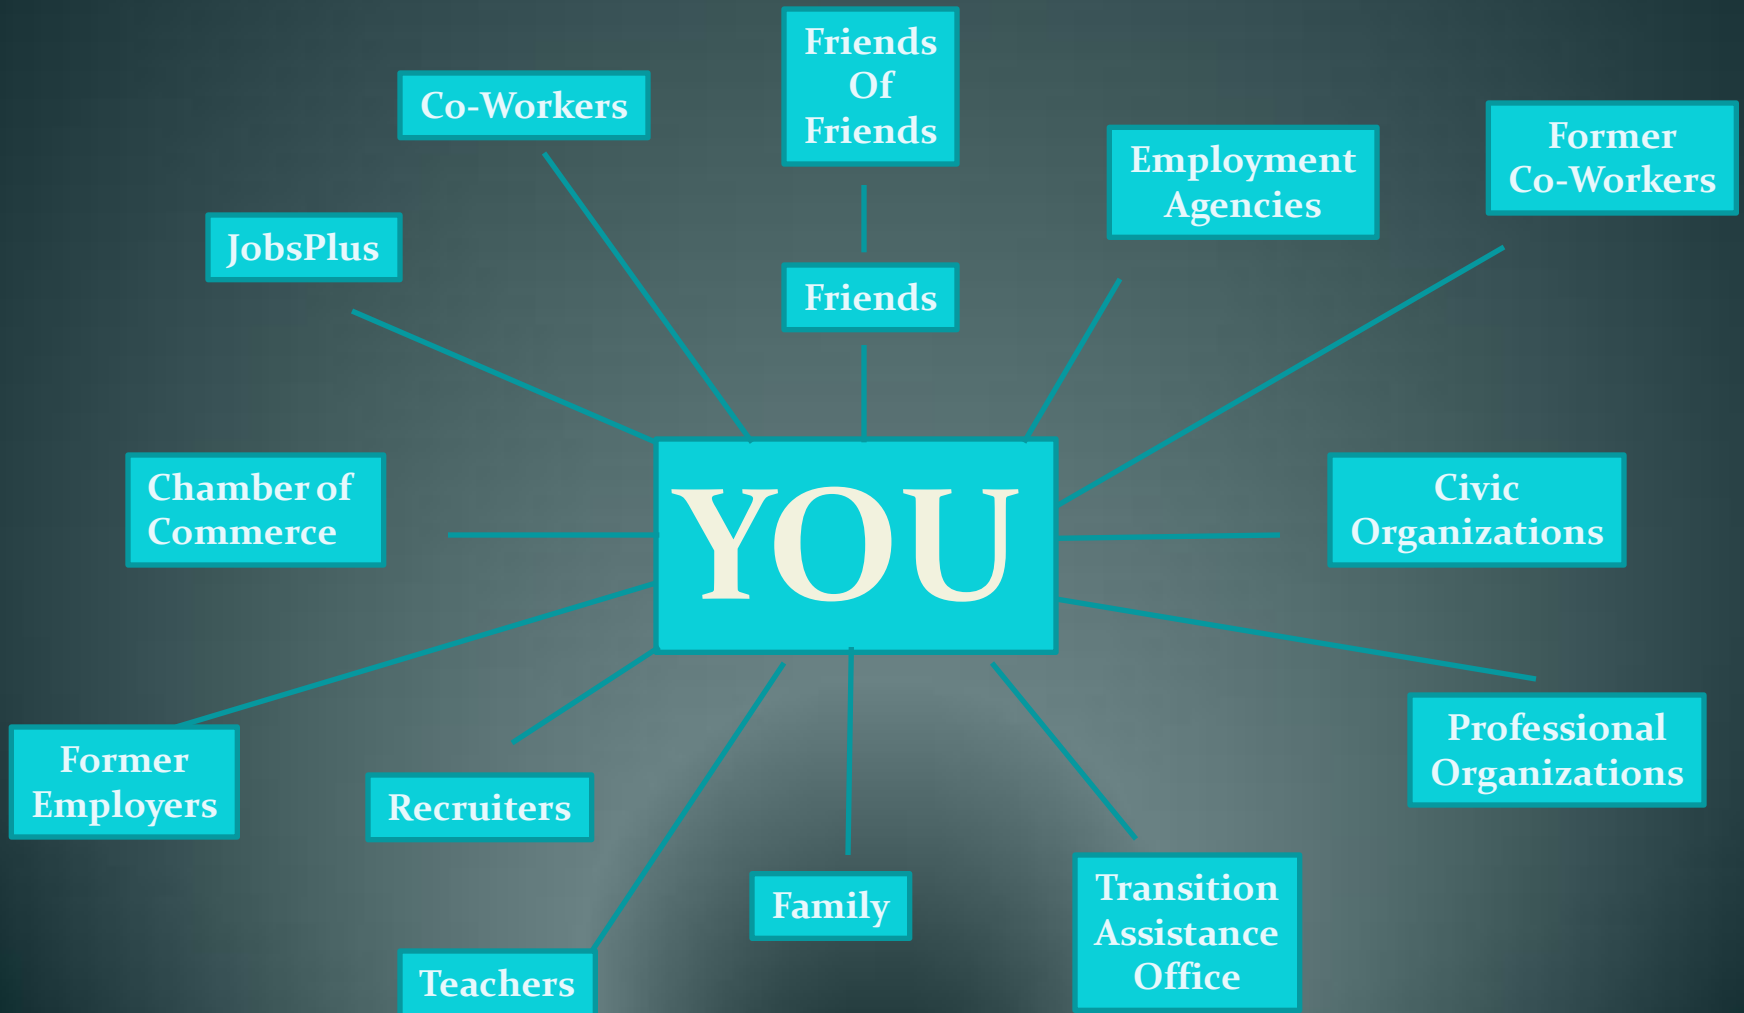 Friends
Of
Friends
Co-Workers
Employment
Agencies
Former
Co-Workers
JobsPlus
Friends
Chamber of
Commerce
YOU
Civic
Organizations
Former
Employers
Recruiters
Professional
Organizations
Family
Transition
Assistance
Office
Teachers